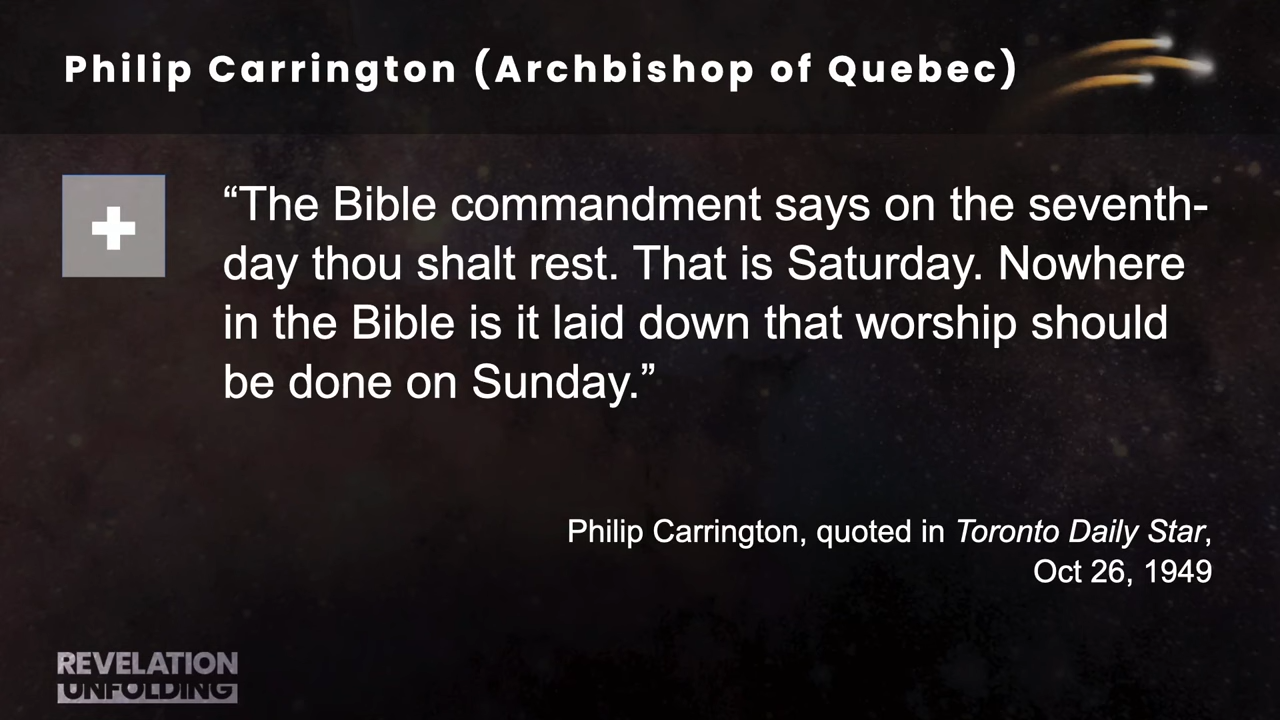 Philip Carrington (Archbishop of Quebec)
“The Bible commandment says on the seventh-
day thou shalt rest. That is Saturday. Nowhere
in the Bible is it laid down that worship should
be done on Sunday.”
Philip Carrington, quoted in Toronto Daily Star,
Oct 26, 1949
REVELATION
UNFOLDING